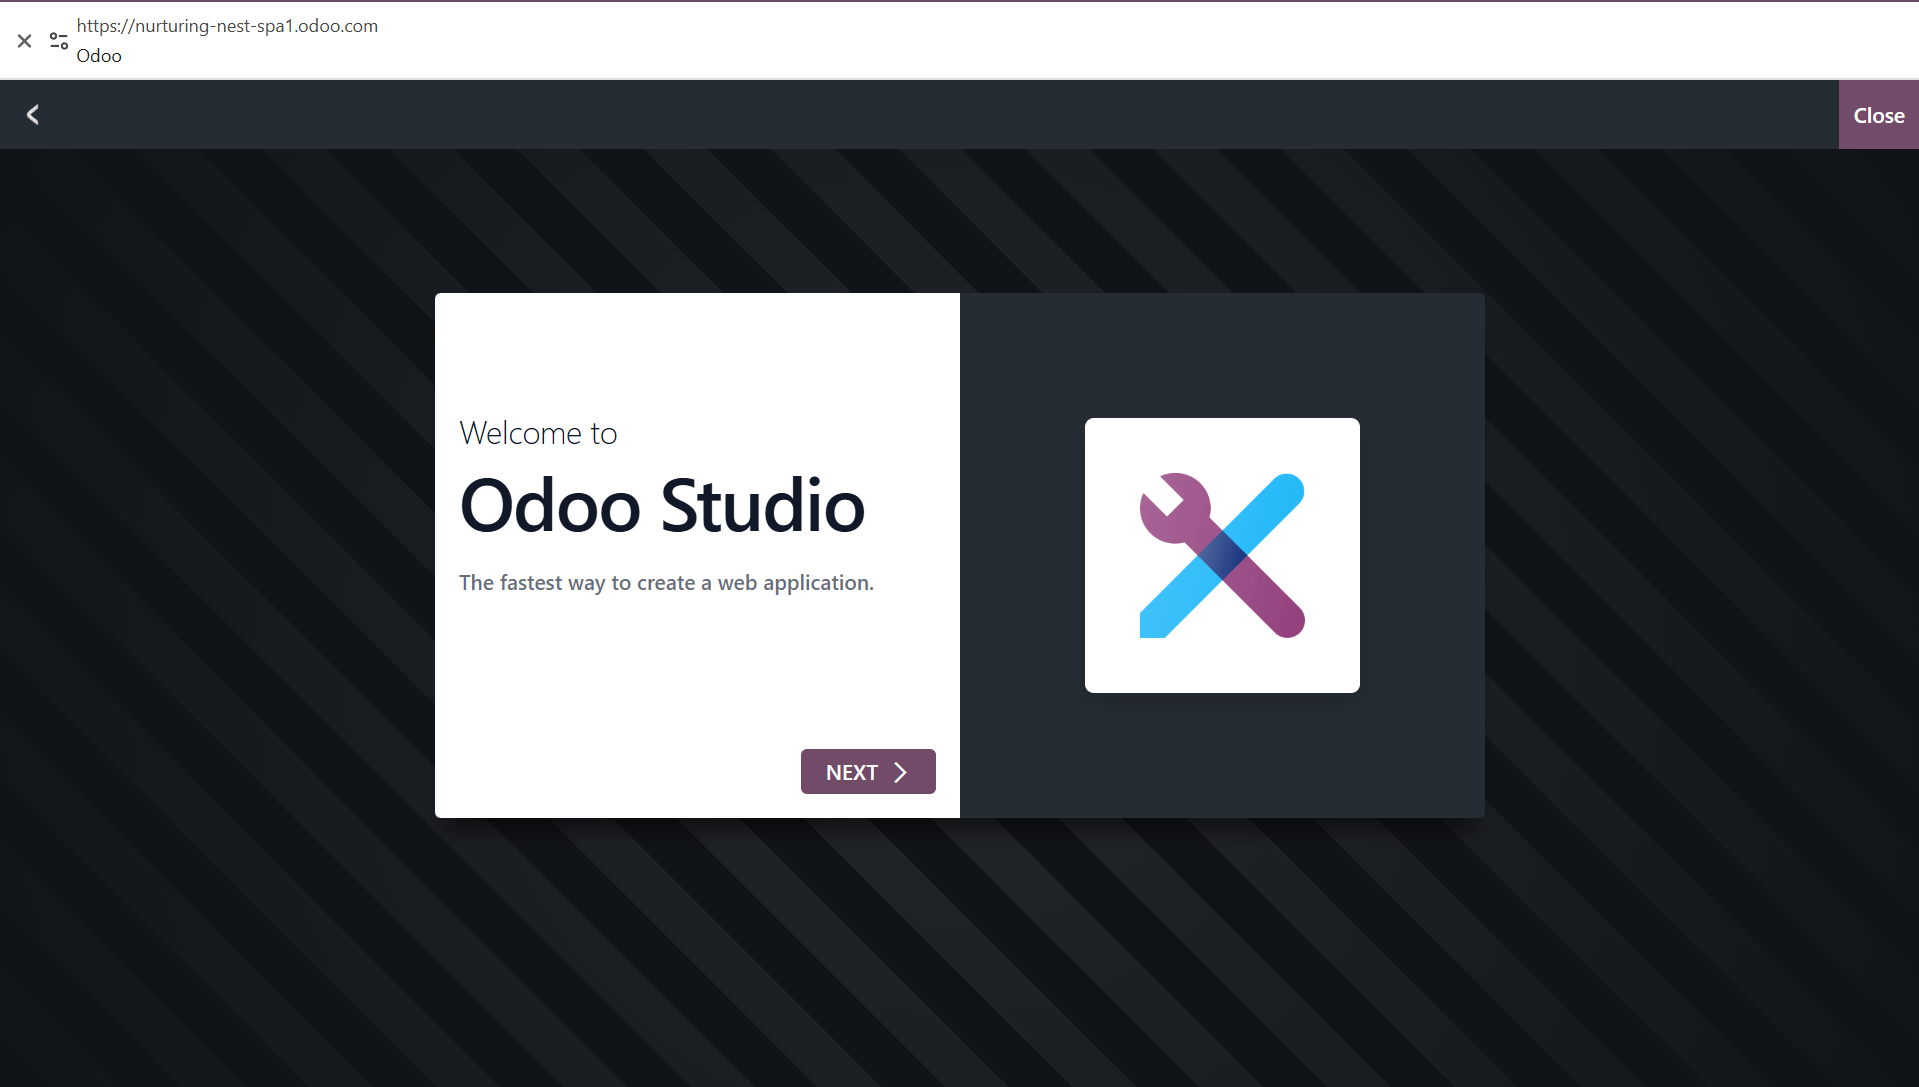 https://nurturing-nest-spa1.odoo.com
Odoo
Close
Welcome to
Odoo Studio
The fastest way to create a web application.
NEXT